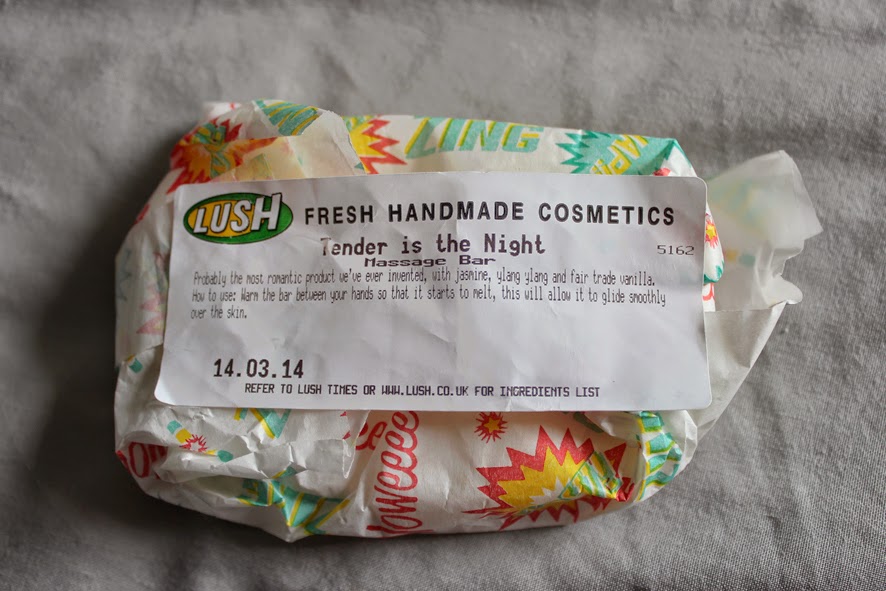 LING
LUSH FRESH HANDMADE COSMETICS
Tender is the Night
5162
Massage Bar
Probably the most romantic product we've ever invented, with jasmine, ylang ylang and fair trade vanilla.
How to use: Warm the bar between your hands so that it starts to melt, this will allow it to glide smoothly
over the skin.
14.03.14
REFER TO LUSH TIMES OR WWW.LUSH.CO.UK FOR INGREDIENTS LIST